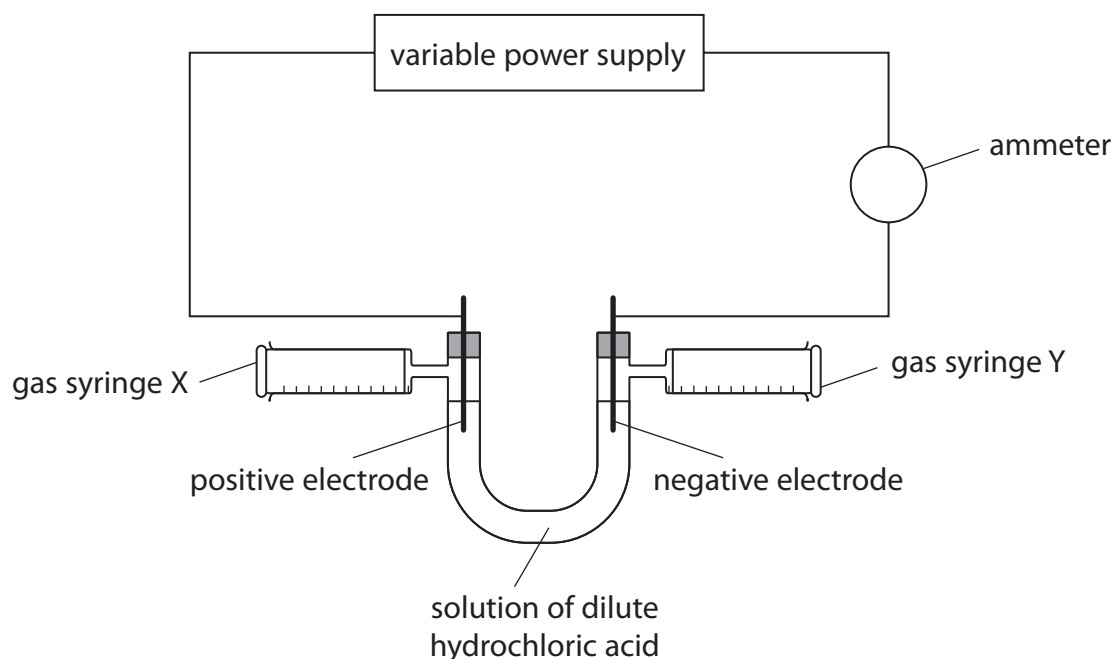 variable power supply
ammeter
gas syringe X
gas syringe Y
positive electrode
negative electrode
solution of dilute
hydrochloric acid